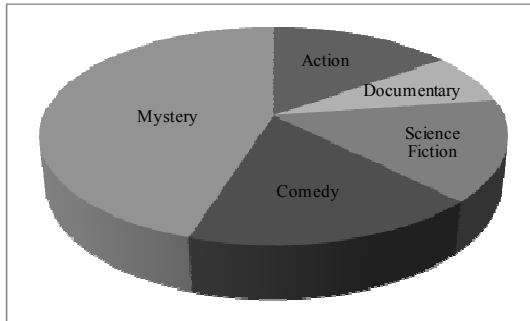 Action
Documentary
Mystery
Science
Fiction
Comedy